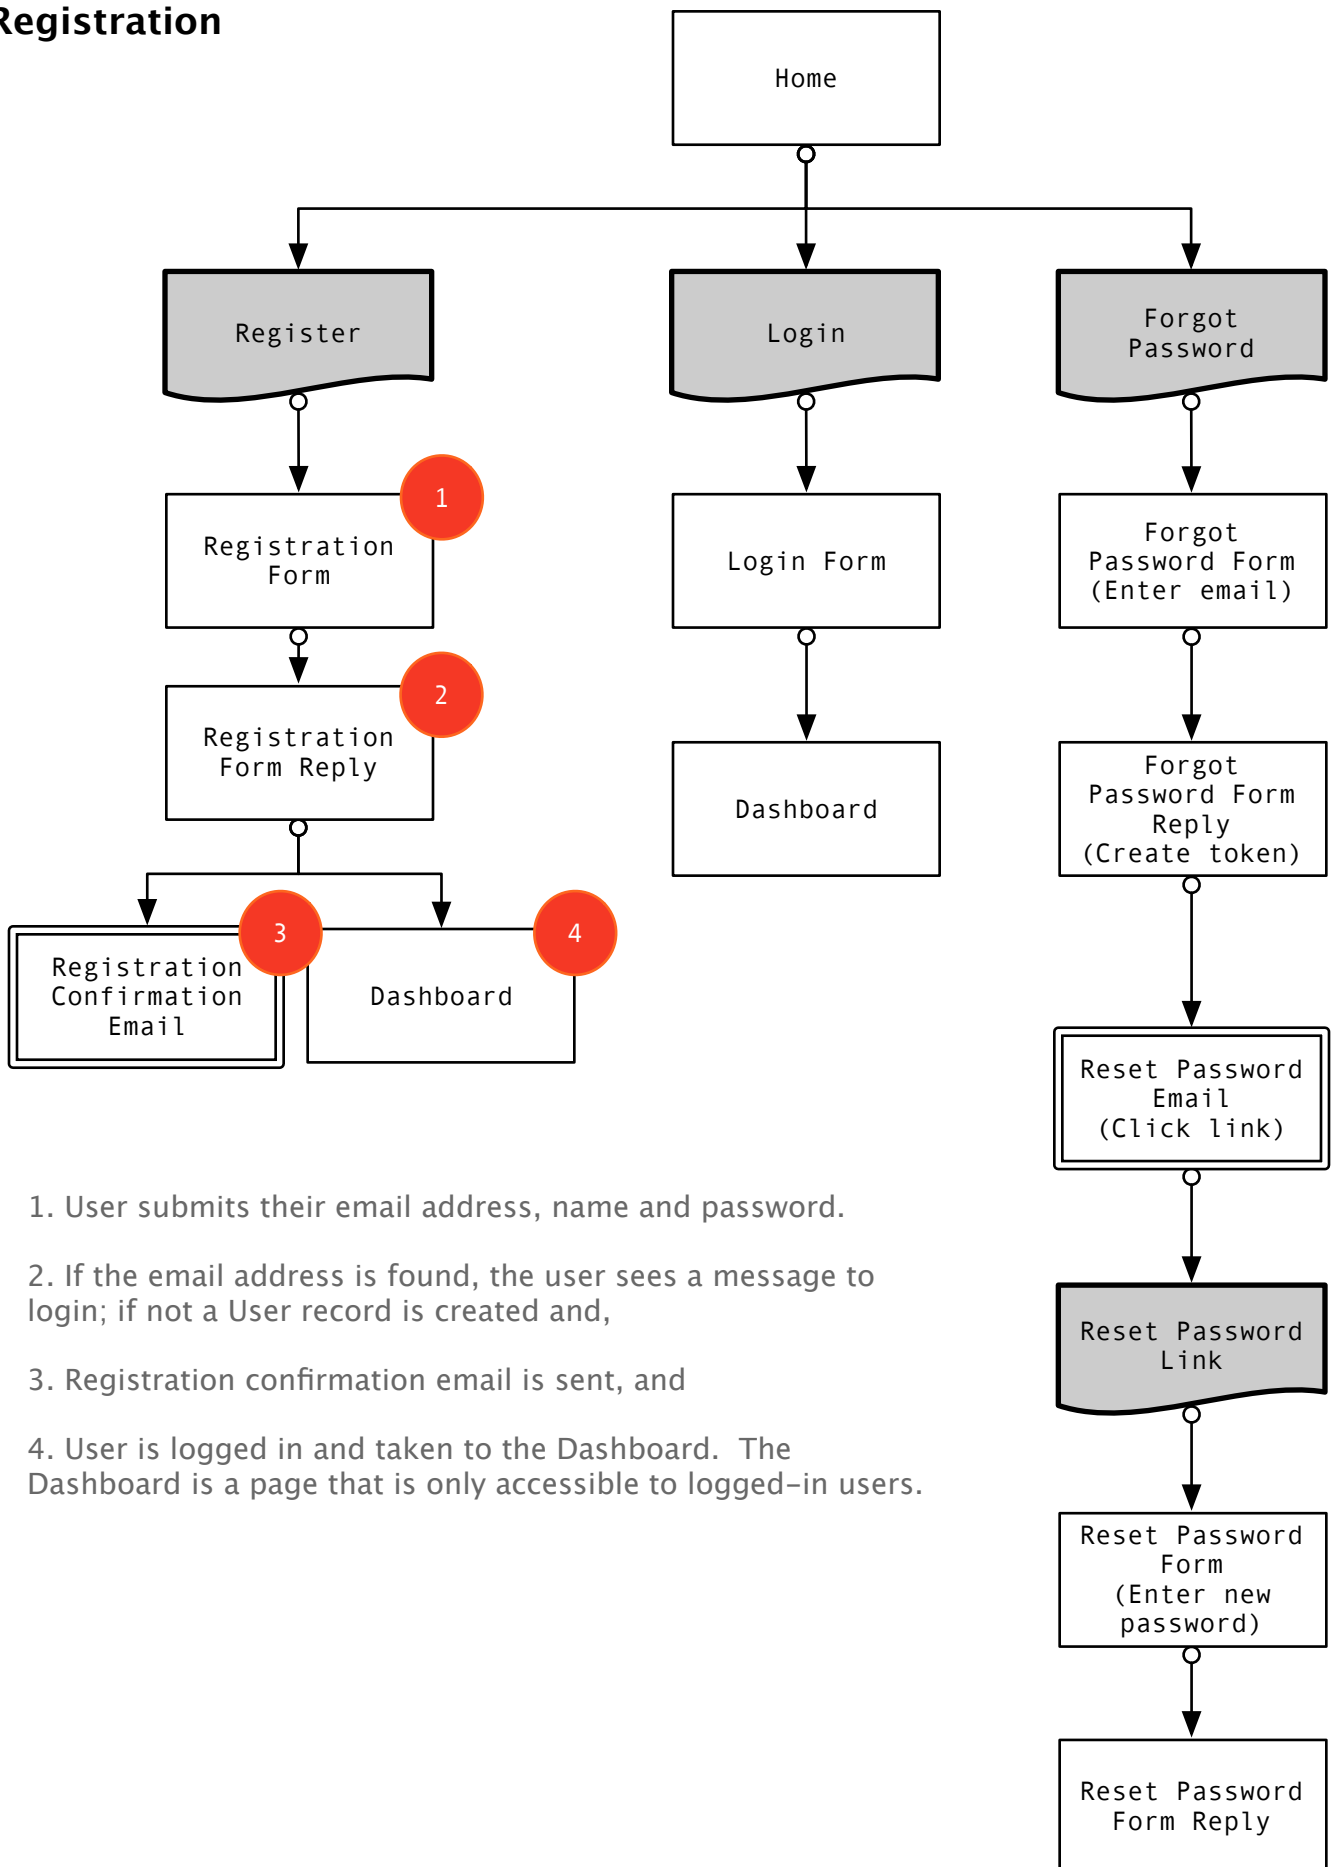 Registration
Home
Register
Login
Forgot
Password
1
Registration
Form
Login Form
Forgot
Password Form
(Enter email)
2
Registration
Form Reply
Dashboard
Forgot
Password Form
Reply
(Create token)
3
Registration
Confirmation
Email
4
Dashboard
Reset Password
Email
(Click link)
1. User submits their email address, name and password.
2. If the email address is found, the user sees a message to
login; if not a User record is created and,
3. Registration confirmation email is sent, and
4. User is logged in and taken to the Dashboard.  The
Dashboard is a page that is only accessible to logged-in users.
Reset Password
Link
Reset Password
Form
(Enter new
password)
Reset Password
Form Reply